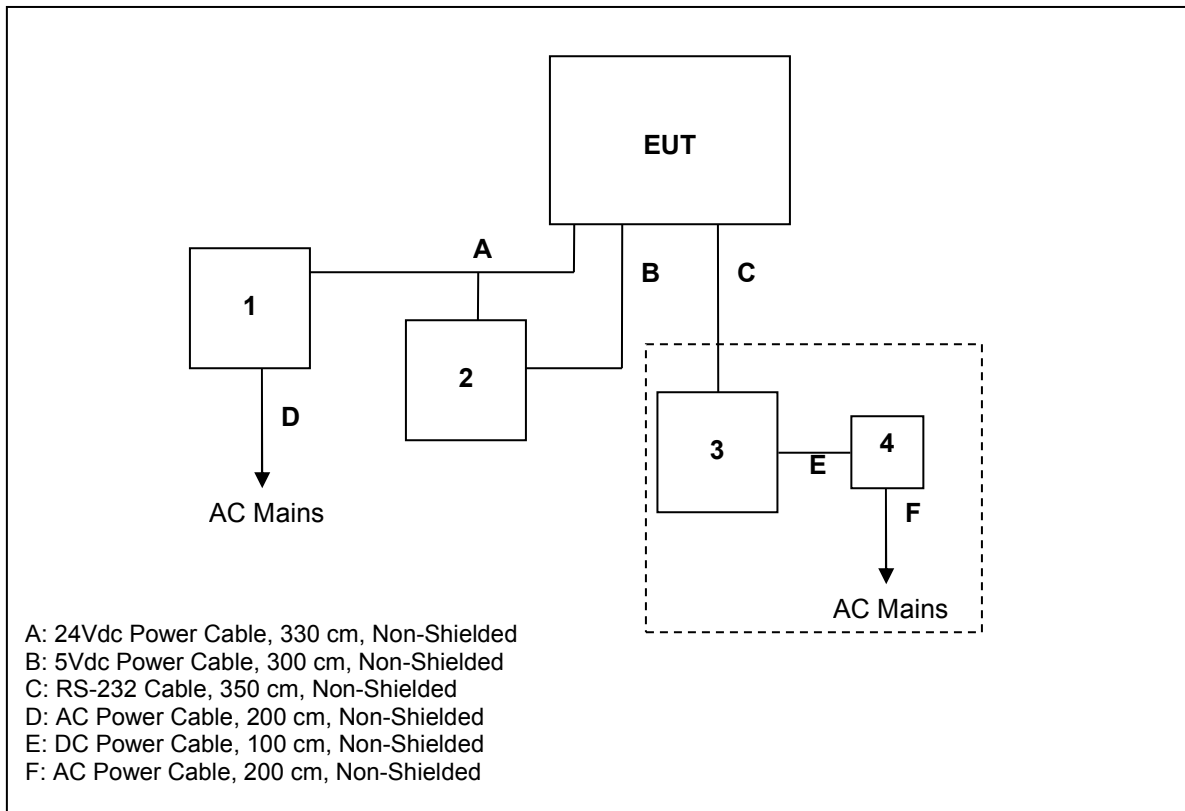 EUT
A
B
C
1
2
D
3
4
E
F
AC Mains
AC Mains
A: 24Vdc Power Cable, 330 cm, Non-Shielded
B: 5Vdc Power Cable, 300 cm, Non-Shielded
C: RS-232 Cable, 350 cm, Non-Shielded
D: AC Power Cable, 200 cm, Non-Shielded
E: DC Power Cable, 100 cm, Non-Shielded
F: AC Power Cable, 200 cm, Non-Shielded